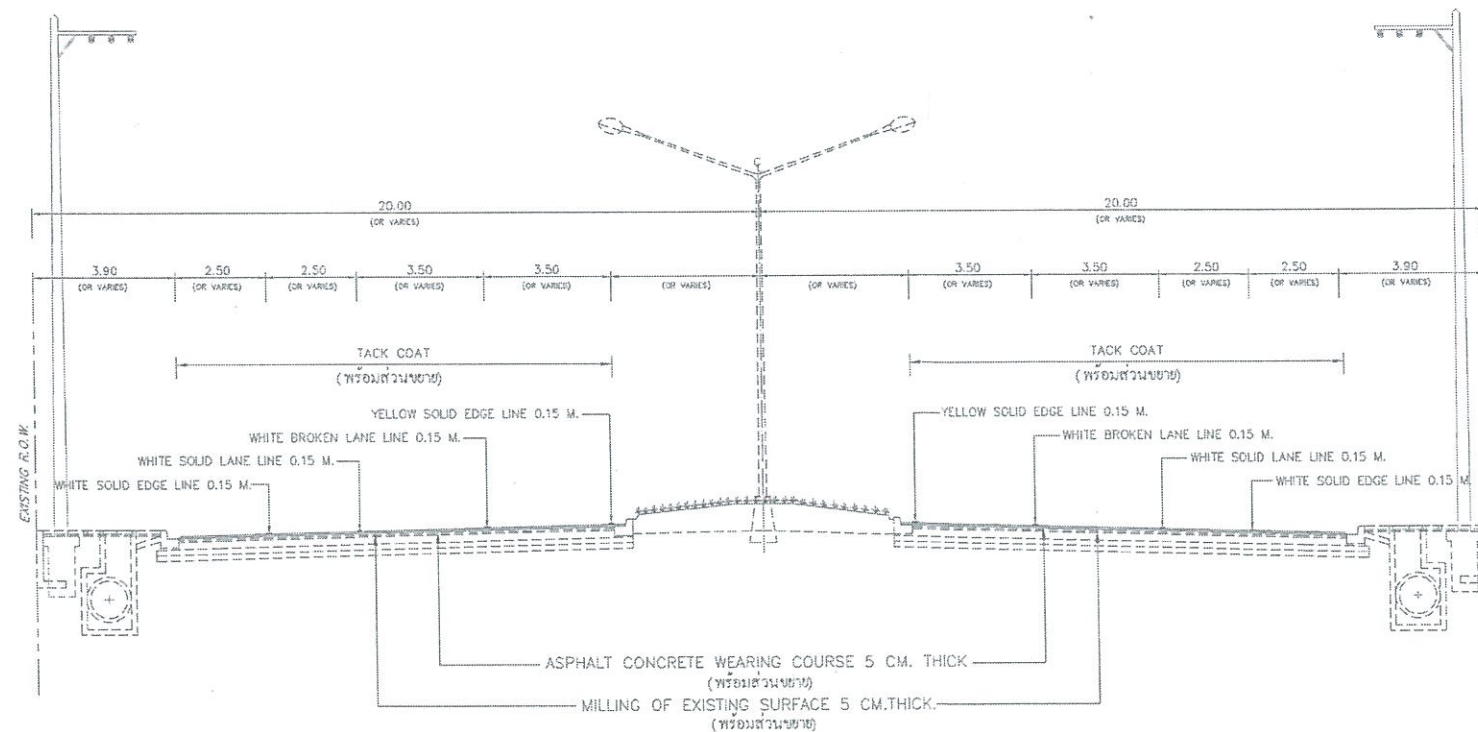 C
20.00
20.00
(OR VARIES)
(OR VARIES)
3.90
2.50
2.50
3.50
3.50
3.50
3.50
2.50
2.50
3.90
(OR VARIES)
(OR VARIES)
(OR VARIES)
(OR VARIES)
(OR VARIES)
(OR VARIES)
(OR VARIES)
(OR VARIES)
(OR VARIES)
(OR VARIES)
(OR VARIES)
(OR VARIES)
TACK COAT
(พร้อมส่วนขยาย)
TACK COAT
(พร้อมส่วนขยาย)
YELLOW SOLID EDGE LINE 0.15 M.
WHITE BROKEN LANE LINE 0.15 M.
WHITE SOLID LANE LINE 0.15 M.
WHITE SOLID EDGE LINE 0.15 M.
YELLOW SOLID EDGE LINE 0.15 M.
WHITE BROKEN LANE LINE 0.15 M.
WHITE SOLID LANE LINE 0.15 M.
WHITE SOLID EDGE LINE 0.15 M
EXISTING R.O.W.
ASPHALT CONCRETE WEARING COURSE 5 CM. THICK
(พร้อมส่วนขยาย)
MILLING OF EXISTING SURFACE 5 CM.THICK.
(พร้อมส่วนขยาย)